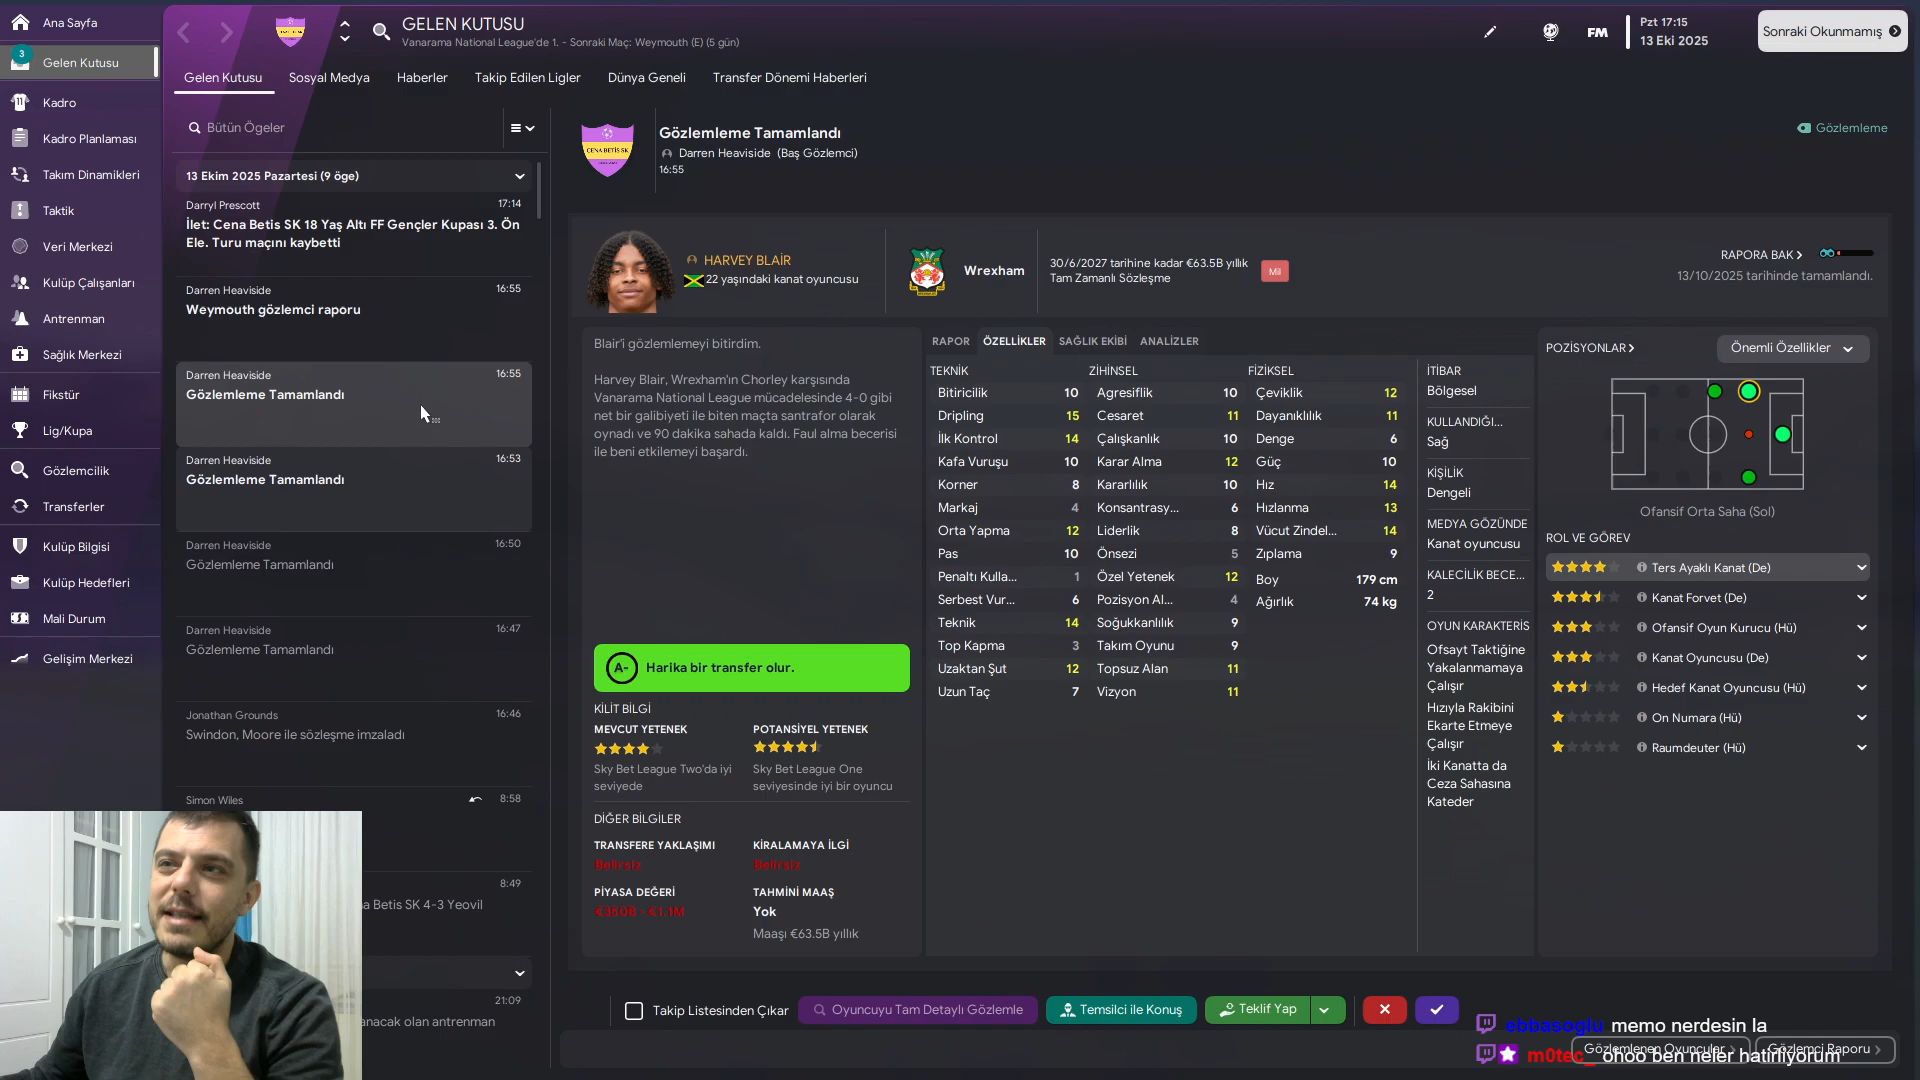 Ana Sayfa
3
Gelen Kutusu
Kadro
Kadro Planlaması
Takım Dinamikleri
Taktik
Veri Merkezi
Kulüp Çalışanları
Antrenman
Sağlık Merkezi
Fikstür
Lig/Kupa
Gözlemcilik
Transferler
Kulüp Bilgisi
Kulüp Hedefleri
Mali Durum
Gelişim Merkezi
GELEN KUTUSU
Vanarama National League'de 1. - Sonraki Maç: Weymouth (E) (5 gün)
FM
Pzt 17:15
13 Eki 2025
Sonraki Okunmamış
Gelen Kutusu
Sosyal Medya
Haberler
Takip Edilen Ligler
Dünya Geneli
Transfer Dönemi Haberleri
Bütün Ögeler
13 Ekim 2025 Pazartesi (9 öge)
Darryl Prescott 17:14
İlet: Cena Betis SK 18 Yaş Altı FF Gençler Kupası 3. Ön
Ele. Turu maçını kaybetti
Darren Heaviside 16:55
Weymouth gözlemci raporu
Darren Heaviside 16:55
Gözlemleme Tamamlandı
Darren Heaviside 16:53
Gözlemleme Tamamlandı
Darren Heaviside 16:50
Gözlemleme Tamamlandı
Darren Heaviside 16:47
Gözlemleme Tamamlandı
Jonathan Grounds 16:46
Swindon, Moore ile sözleşme imzaladı
Simon Wiles 8:58
8:49
a Betis SK 4-3 Yeovil
21:09
anacak olan antrenman
CENA BETİS SK
Gözlemleme Tamamlandı
Darren Heaviside (Baş Gözlemci)
16:55
Gözlemleme
HARVEY BLAIR
22 yaşındaki kanat oyuncusu
Wrexham
30/6/2027 tarihine kadar €63.5B yıllık
Tam Zamanlı Sözleşme
Mil
RAPORA BAK
13/10/2025 tarihinde tamamlandı.
Blair'i gözlemlemeyi bitirdim.
Harvey Blair, Wrexham'ın Chorley karşısında
Vanarama National League mücadelesinde 4-0 gibi
net bir galibiyeti ile biten maçta santrafor olarak
oynadı ve 90 dakika sahada kaldı. Faul alma becerisi
ile beni etkilemeyi başardı.
A- Harika bir transfer olur.
KİLİT BİLGİ
MEVCUT YETENEK
Sky Bet League Two'da iyi
seviyede
POTANSİYEL YETENEK
Sky Bet League One
seviyesinde iyi bir oyuncu
DİĞER BİLGİLER
TRANSFERE YAKLAŞIMI
Belirsiz
KİRALAMAYA İLGİ
Belirsiz
PİYASA DEĞERİ
€350B - €1.1M
TAHMİNİ MAAŞ
Yok
Maaşı €63.5B yıllık
RAPOR
ÖZELLİKLER
SAĞLIK EKİBİ
ANALİZLER
TEKNİK
Bitiricilik 10
Dripling 15
İlk Kontrol 14
Kafa Vuruşu 10
Korner 8
Markaj 4
Orta Yapma 12
Pas 10
Penaltı Kulla... 1
Serbest Vur... 6
Teknik 14
Top Kapma 3
Uzaktan Şut 12
Uzun Taç 7
ZİHİNSEL
Agresiflik 10
Cesaret 11
Çalışkanlık 10
Karar Alma 12
Kararlılık 10
Konsantrasy... 6
Liderlik 8
Önsezi 5
Özel Yetenek 12
Pozisyon Al... 4
Soğukkanlılık 9
Takım Oyunu 9
Topsuz Alan 11
Vizyon 11
FİZİKSEL
Çeviklik 12
Dayanıklılık 11
Denge 6
Güç 10
Hız 14
Hızlanma 13
Vücut Zindel... 14
Zıplama 9
Boy 179 cm
Ağırlık 74 kg
İTİBAR
Bölgesel
KULLANDIĞI...
Sağ
KİŞİLİK
Dengeli
MEDYA GÖZÜNDE
Kanat oyuncusu
KALECİLİK BECE...
2
OYUN KARAKTERİS
Ofsayt Taktiğine
Yakalanmamaya
Çalışır
Hızıyla Rakibini
Ekarte Etmeye
Çalışır
İki Kanatta da
Ceza Sahasına
Kateder
POZİSYONLAR
Önemli Özellikler
Ofansif Orta Saha (Sol)
ROL VE GÖREV
Ters Ayaklı Kanat (De)
Kanat Forvet (De)
Ofansif Oyun Kurucu (Hü)
Kanat Oyuncusu (De)
Hedef Kanat Oyuncusu (Hü)
On Numara (Hü)
Raumdeuter (Hü)
Takip Listesinden Çıkar
Oyuncuyu Tam Detaylı Gözlemle
Temsilci ile Konuş
Teklif Yap
ebbasoglu memo nerdesin la
Gözlemlenen Oyuncular
Gözlemci Raporu
m0tec_ ohoo ben neler hatırlıyorum